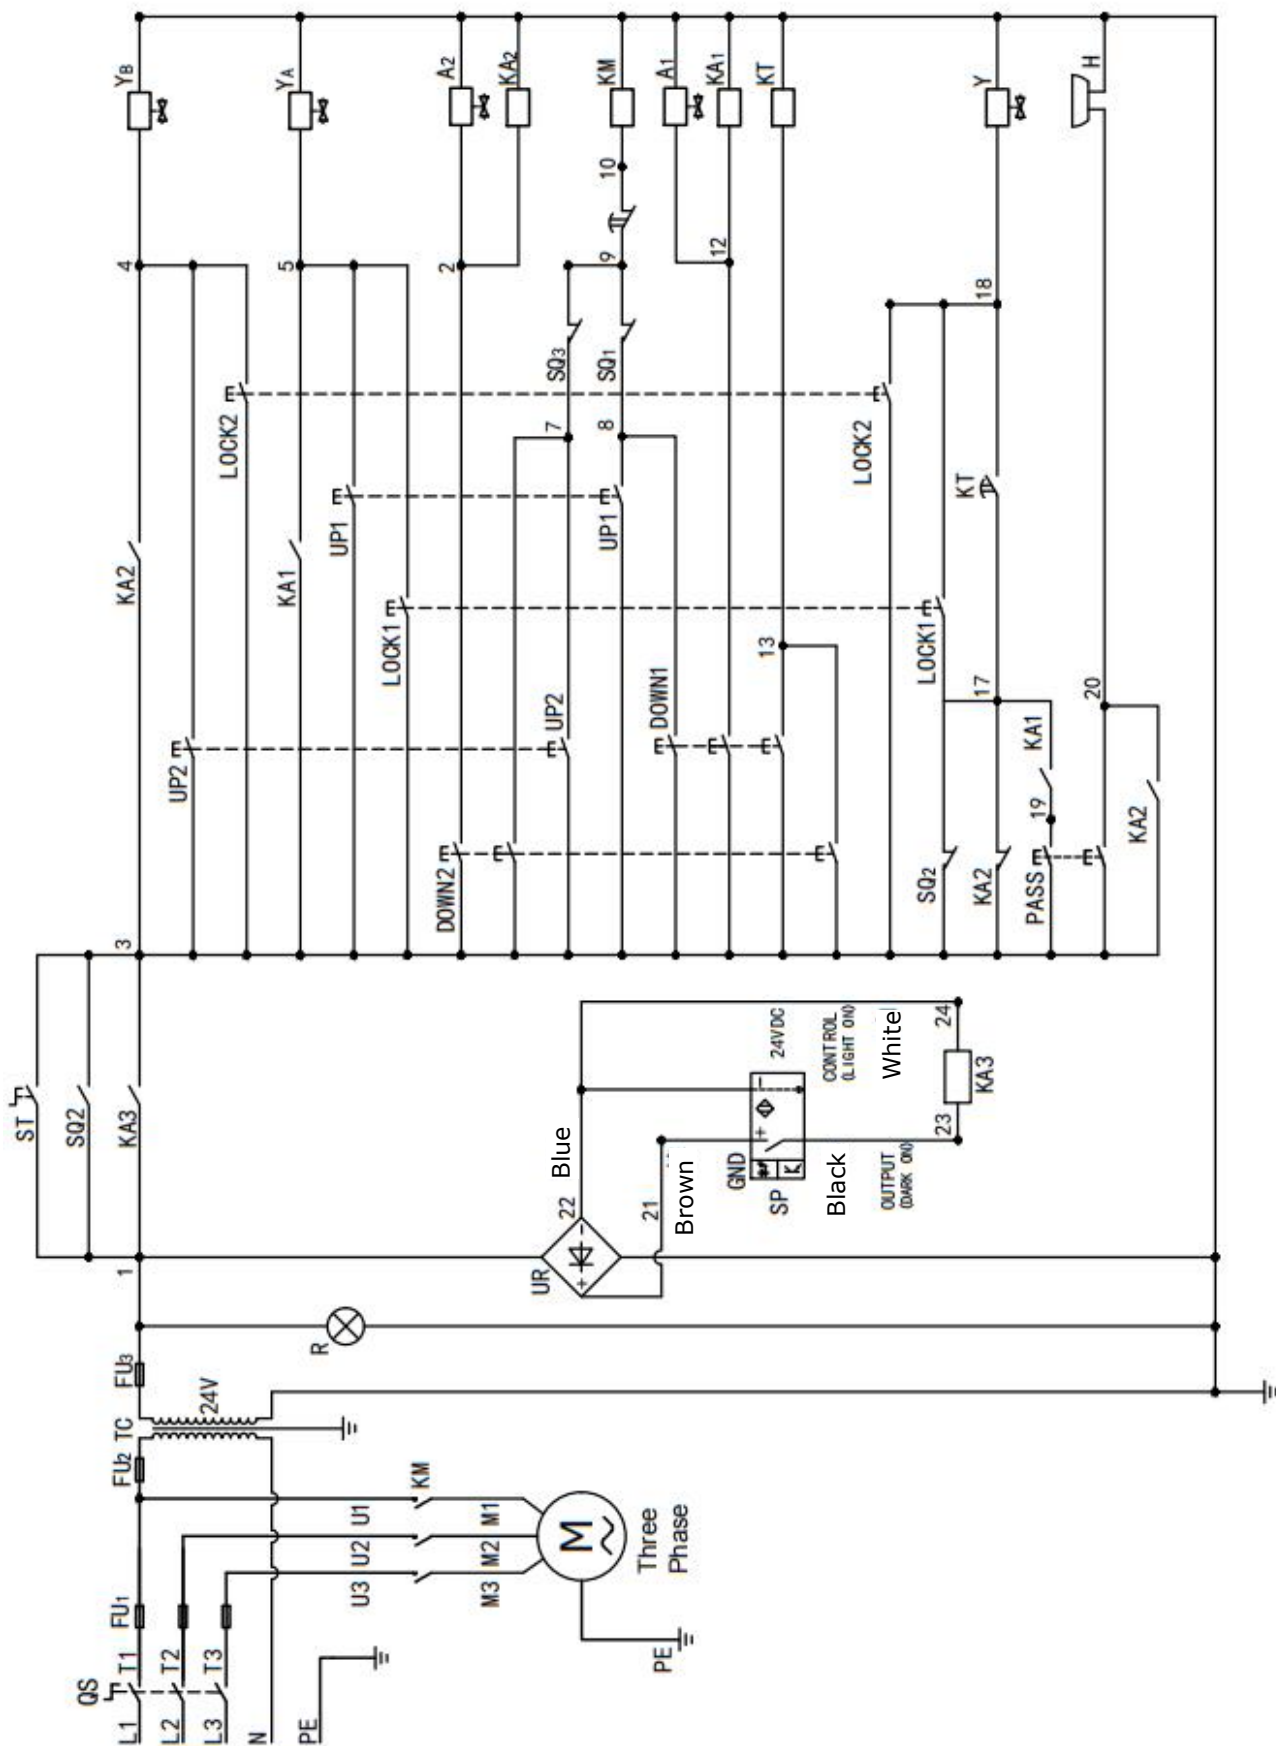 QS
L1
T1
FU1
FU2
TC
FU3
1
L2
T2
L3
T3
N
PE
24V
U1
U2
U3
KM
M1
M2
M3
M
Three
Phase
PE
R
ST
SQ2
KA3
3
UR
+
-
22
Blue
21
Brown
GND
SP
+
-
K
Black
OUTPUT
(DARK ON)
24VDC
CONTROL
(LIGHT ON)
White
23
24
KA3
KA2
4
YB
UP2
LOCK2
KA1
5
YA
UP1
LOCK1
DOWN2
2
A2
KA2
7
SQ3
UP2
UP1
8
SQ1
9
10
KM
DOWN1
12
A1
KA1
13
KT
LOCK2
SQ2
LOCK1
KA2
17
KT
18
Y
PASS
19
KA1
20
H
KA2